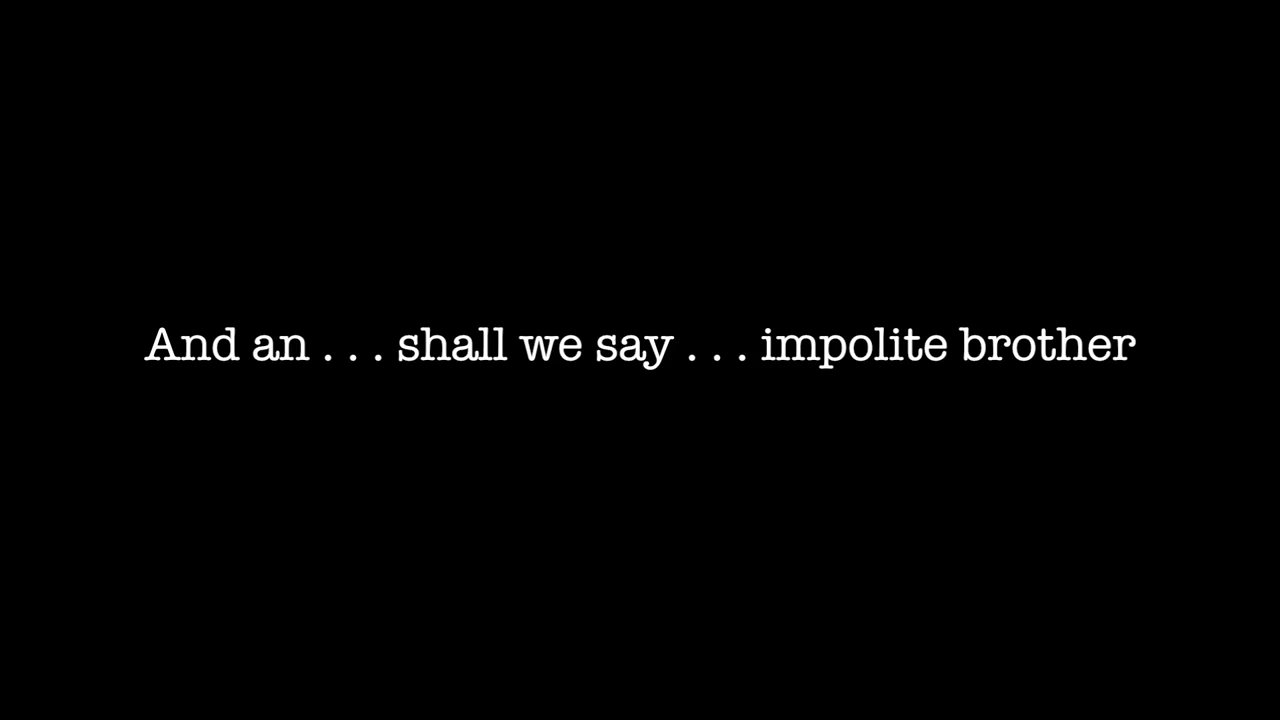 And an . . . shall we say . . . impolite brother